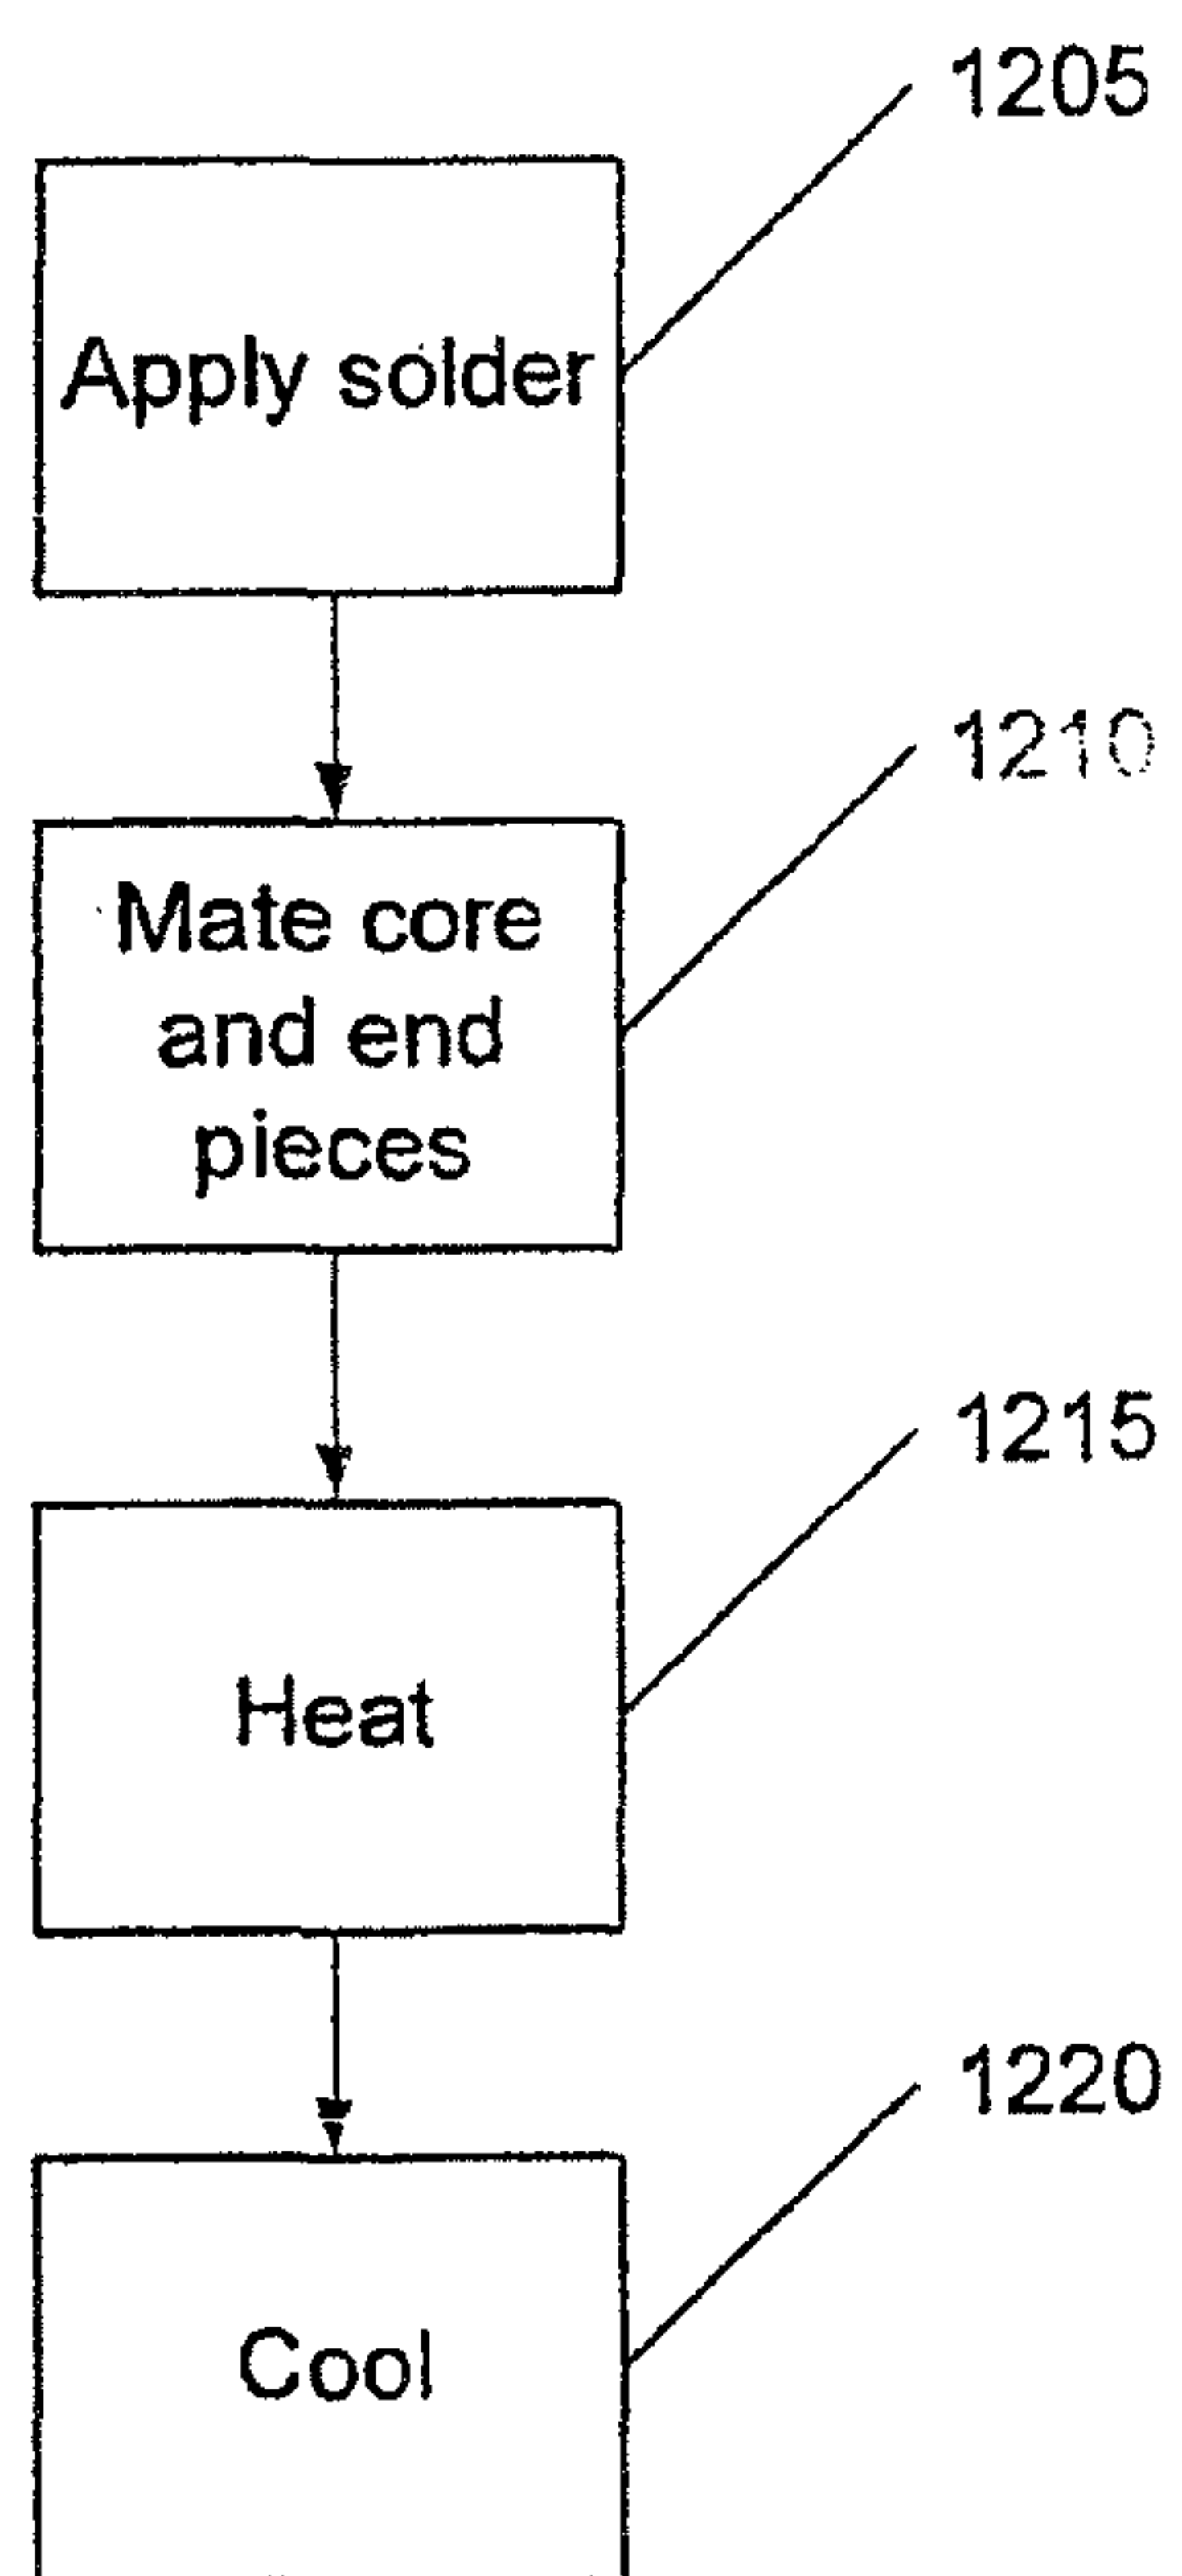 1205
Apply solder
1210
Mate core
and end
pieces
1215
Heat
1220
Cool